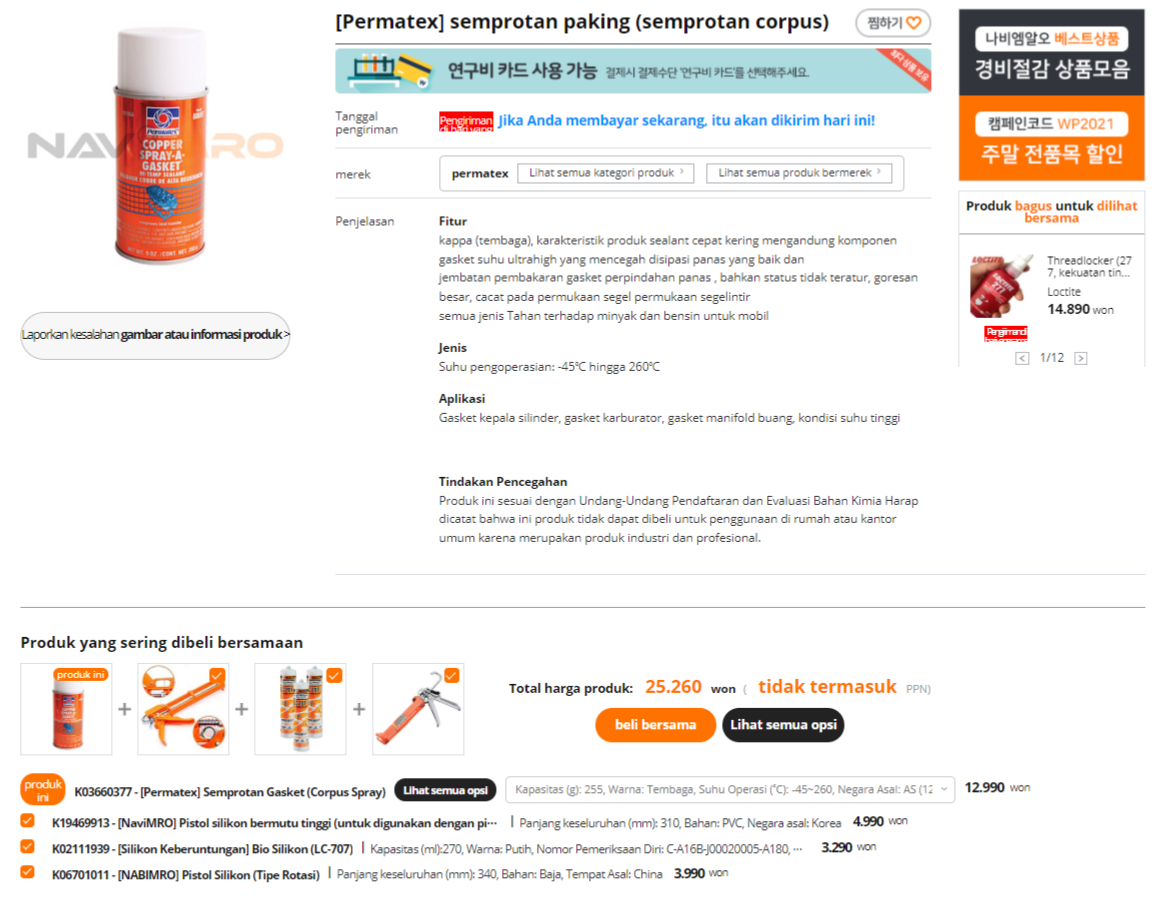 [Permatex] semprotan paking (semprotan corpus)
찜하기
연구비 카드 사용 가능 결제시 결제수단 '연구비 카드'를 선택해주세요.
NAV RO
Permatex
COPPER
SPRAY-A-
GASKET
HI-TEMP SEALANT
Tanggal
pengiriman
Pengiriman
Jika Anda membayar sekarang, itu akan dikirim hari ini!
merek
permatex
Lihat semua kategori produk >
Lihat semua produk bermerek >
Penjelasan
Fitur
kappa (tembaga), karakteristik produk sealant cepat kering mengandung komponen
gasket suhu ultrahigh yang mencegah disipasi panas yang baik dan
jembatan pembakaran gasket perpindahan panas , bahkan status tidak teratur, goresan
besar, cacat pada permukaan segel permukaan segelintir
semua jenis Tahan terhadap minyak dan bensin untuk mobil
Jenis
Suhu pengoperasian: -45℃ hingga 260℃
Aplikasi
Gasket kepala silinder, gasket karburator, gasket manifold buang, kondisi suhu tinggi
Tindakan Pencegahan
Produk ini sesuai dengan Undang-Undang Pendaftaran dan Evaluasi Bahan Kimia Harap
dicatat bahwa ini produk tidak dapat dibeli untuk penggunaan di rumah atau kantor
umum karena merupakan produk industri dan profesional.
Laporkan kesalahan gambar atau informasi produk >
나비엠알오 베스트상품
경비절감 상품모음
캠페인코드 WP2021
주말 전품목 할인
Produk bagus untuk dilihat
bersama
LOCTITE
277
Threadlocker (27
7, kekuatan tin...
Loctite
14.890 won
< 1/12 >
Produk yang sering dibeli bersamaan
produk ini
+ + +
Total harga produk: 25.260 won ( tidak termasuk PPN)
beli bersama
Lihat semua opsi
produk
ini
K03660377 - [Permatex] Semprotan Gasket (Corpus Spray)
Lihat semua opsi
Kapasitas (g): 255, Warna: Tembaga, Suhu Operasi (℃): -45~260, Negara Asal: AS (12
12.990 won
K19469913 - [NaviMRO] Pistol silikon bermutu tinggi (untuk digunakan dengan pi··· | Panjang keseluruhan (mm): 310, Bahan: PVC, Negara asal: Korea 4.990 won
K02111939 - [Silikon Keberuntungan] Bio Silikon (LC-707) | Kapasitas (ml):270, Warna: Putih, Nomor Pemeriksaan Diri: C-A16B-J00020005-A180, ··· 3.290 won
K06701011 - [NABIMRO] Pistol Silikon (Tipe Rotasi) | Panjang keseluruhan (mm): 340, Bahan: Baja, Tempat Asal: China 3.990 won